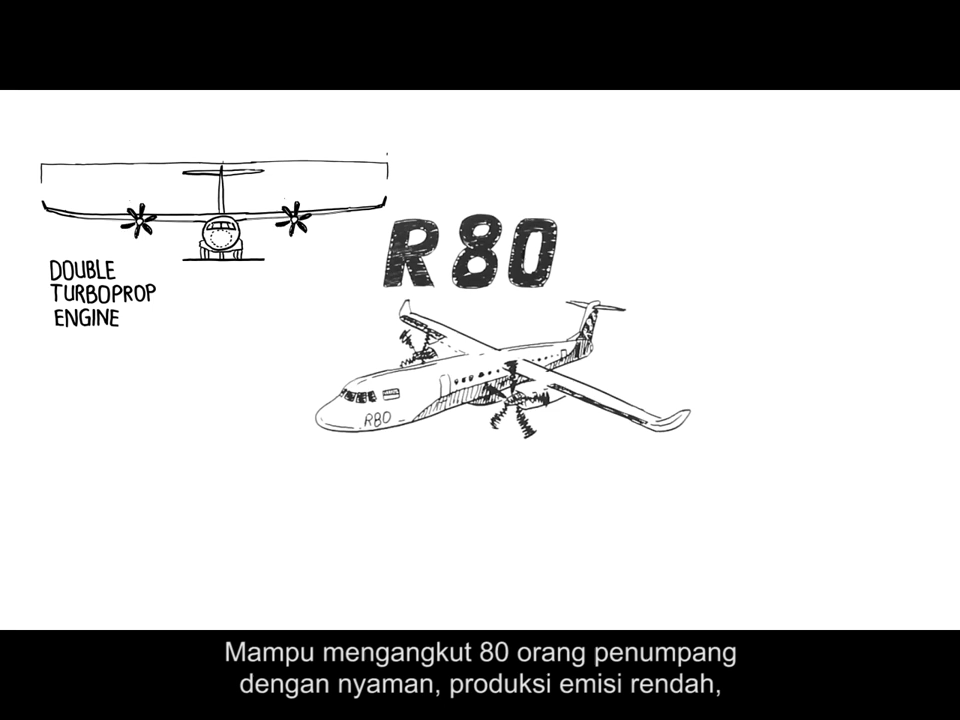 R80
DOUBLE
TURBOPROP
ENGINE
R80
Mampu mengangkut 80 orang penumpang
dengan nyaman, produksi emisi rendah,